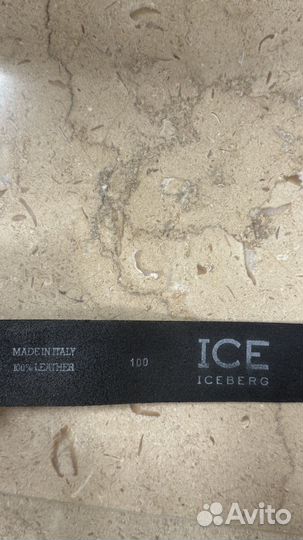 MADE IN ITALY
100% LEATHER
100
ICE
ICEBERG
Avito